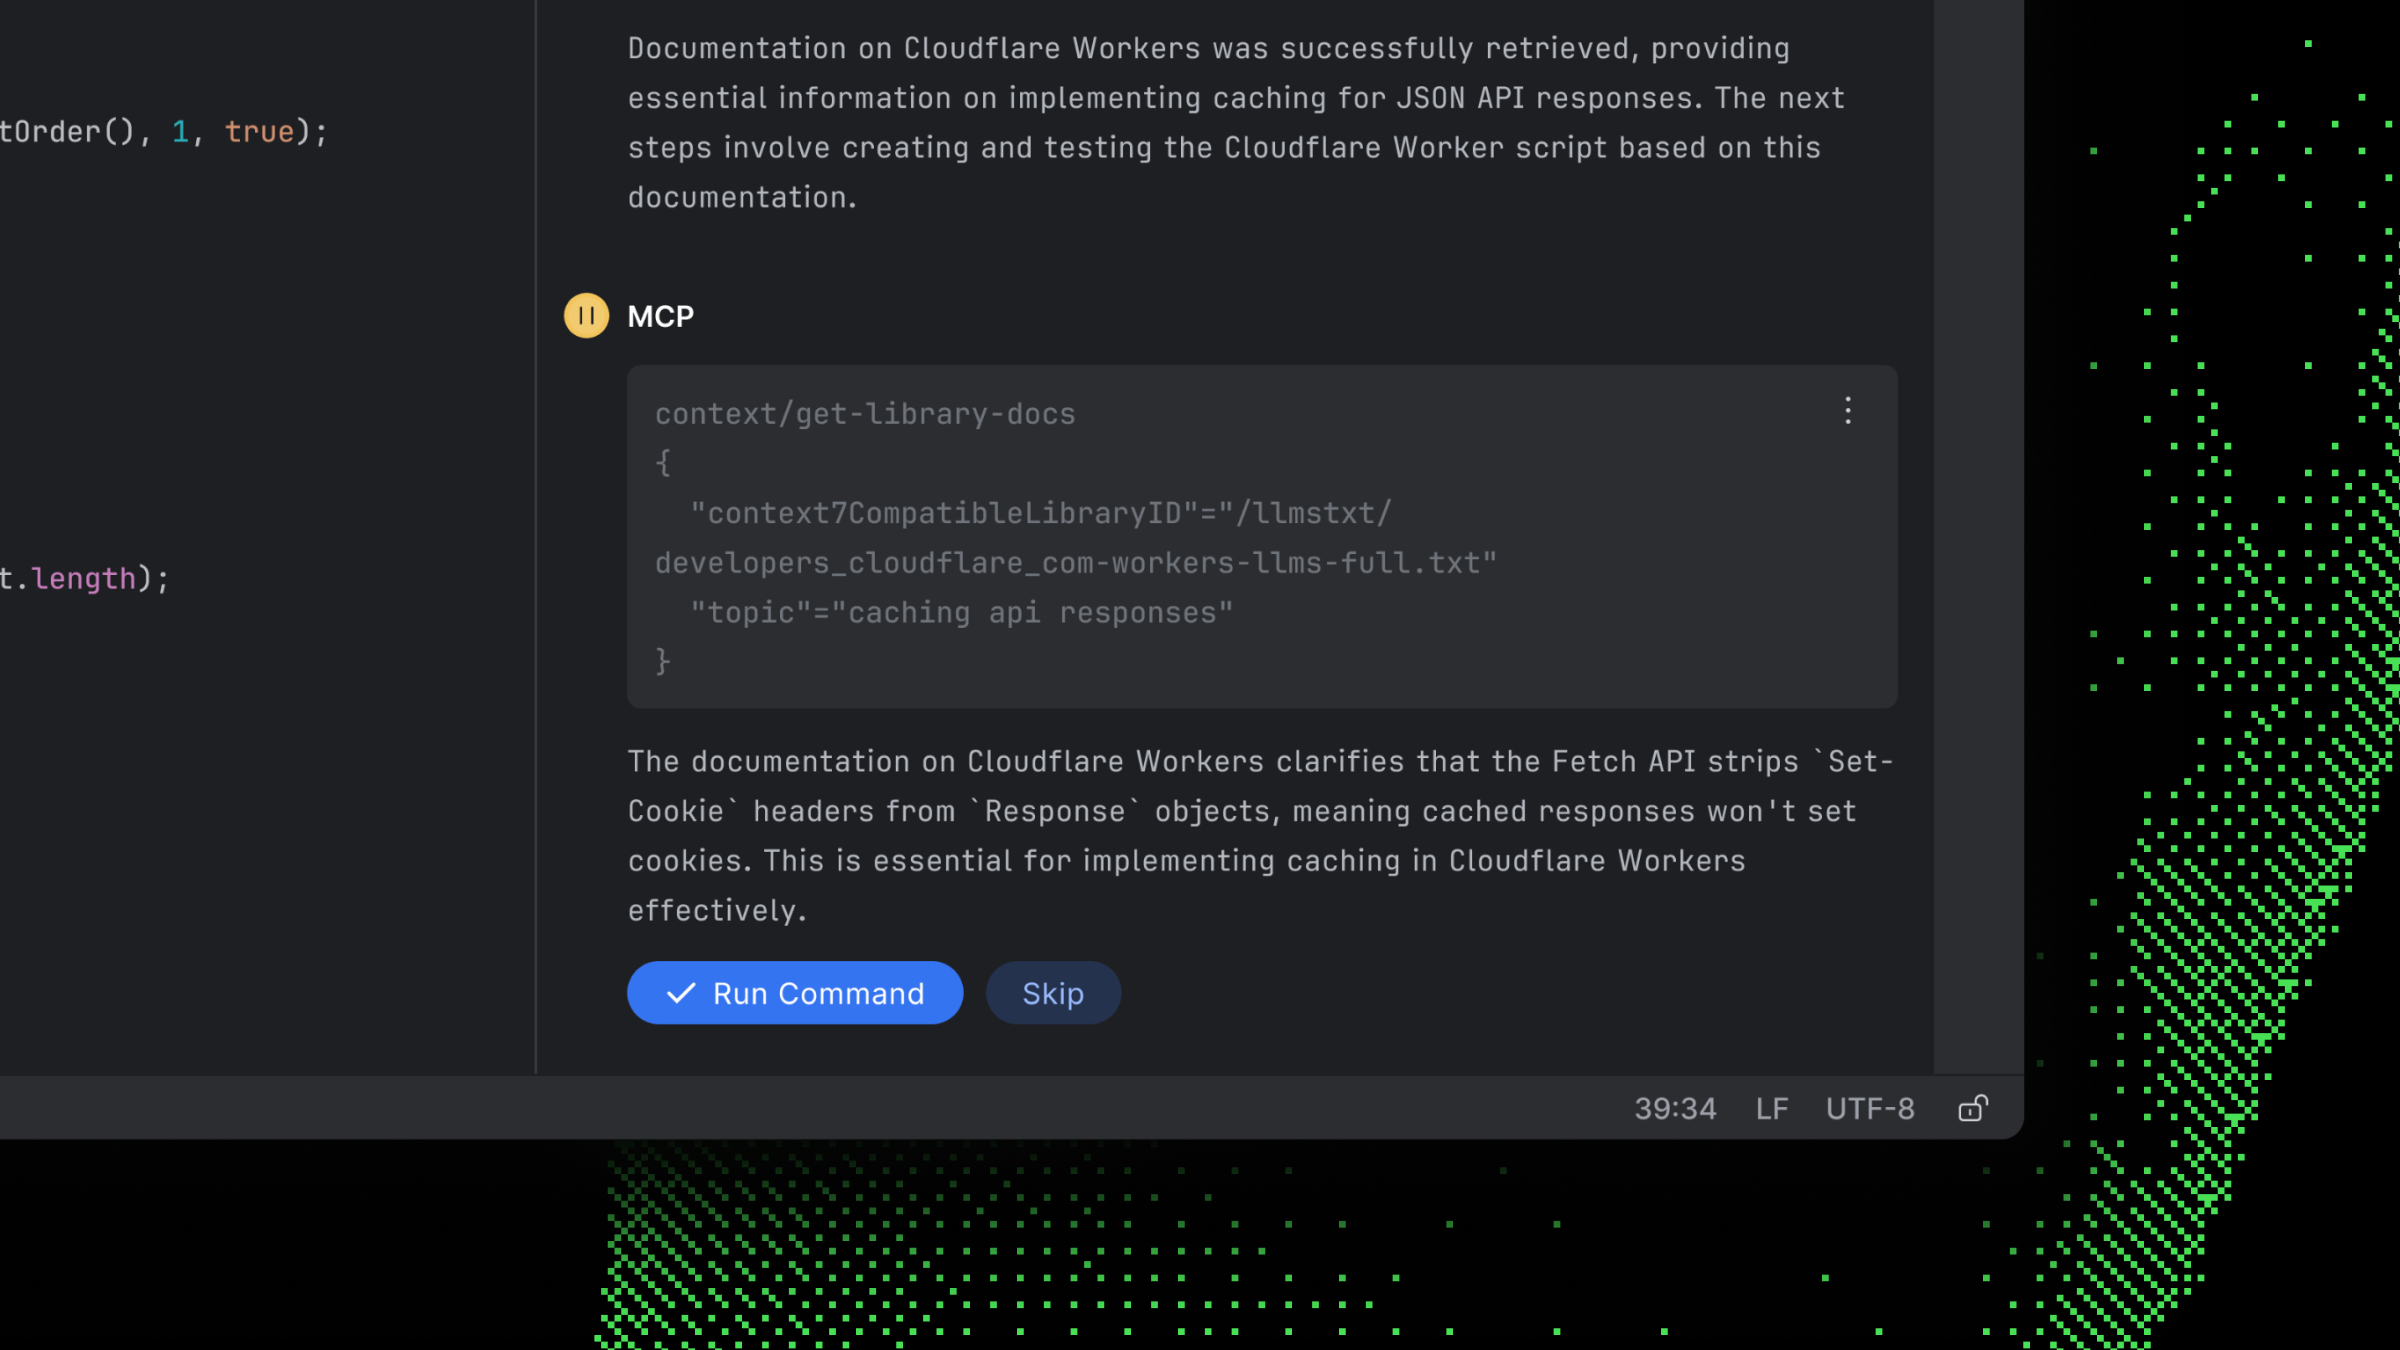 tOrder(), 1, true);
t.length);
Documentation on Cloudflare Workers was successfully retrieved, providing
essential information on implementing caching for JSON API responses. The next
steps involve creating and testing the Cloudflare Worker script based on this
documentation.
MCP
context/get-library-docs
{
"context7CompatibleLibraryID"="/llmstxt/
developers_cloudflare_com-workers-llms-full.txt"
"topic"="caching api responses"
}
The documentation on Cloudflare Workers clarifies that the Fetch API strips `Set-
Cookie` headers from `Response` objects, meaning cached responses won't set
cookies. This is essential for implementing caching in Cloudflare Workers
effectively.
Run Command Skip
39:34 LF UTF-8